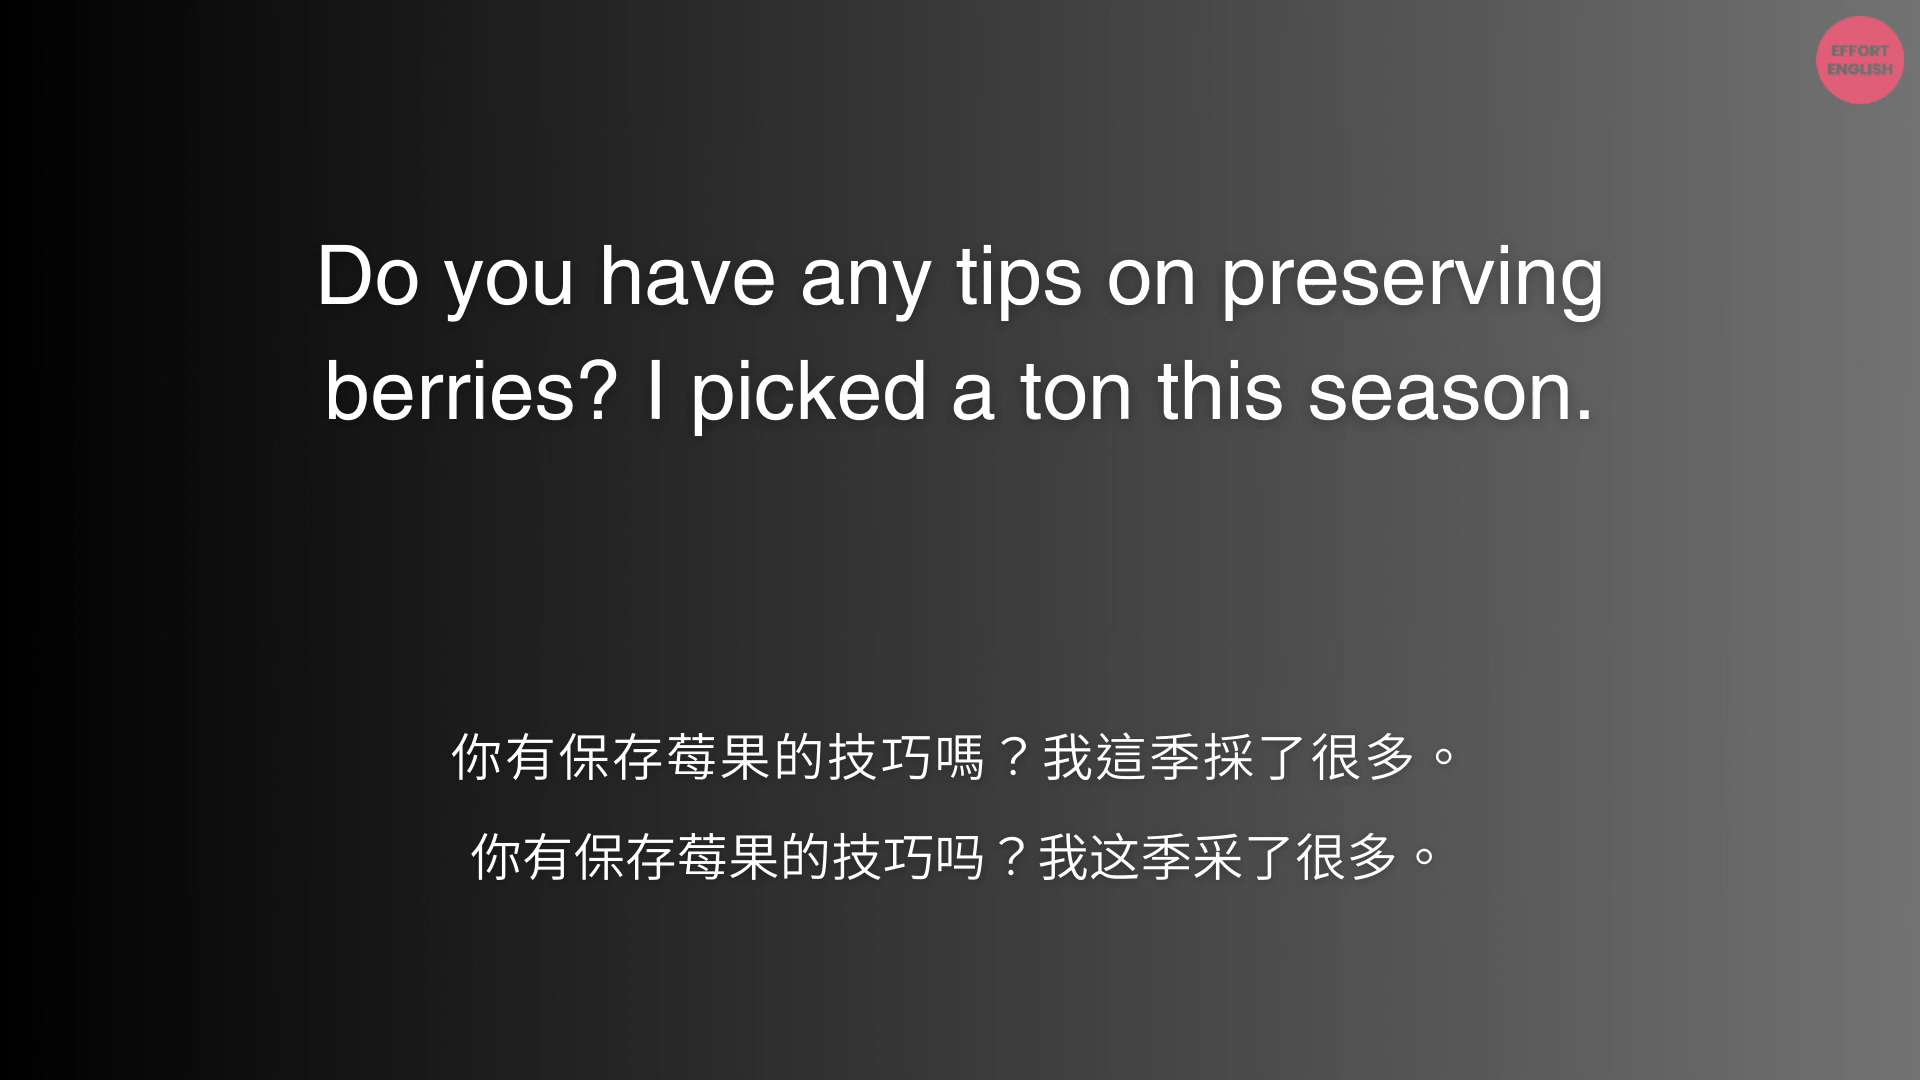 EFFORT
ENGLISH
Do you have any tips on preserving
berries? I picked a ton this season.
你有保存莓果的技巧嗎？我這季採了很多。
你有保存莓果的技巧吗？我这季采了很多。